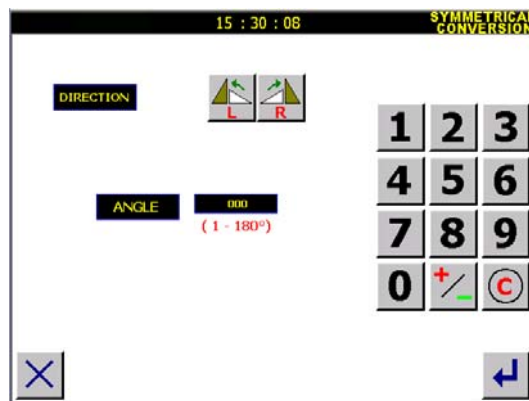 15 : 30 : 08
SYMMETRICAL
CONVERSION
DIRECTION
L R
1 2 3
4 5 6
ANGLE 000
( 1 - 180º)
7 8 9
0 +/- C